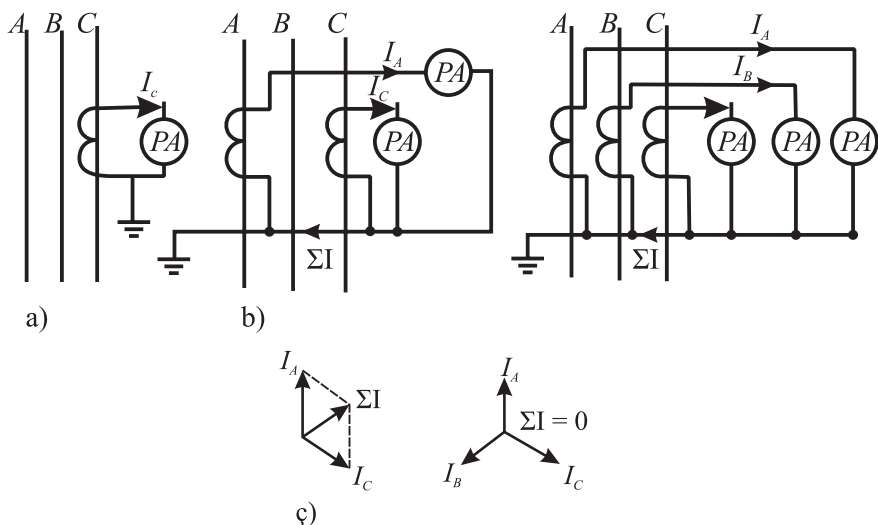 A B C
I_c
PA
a)
A B C
I_A
PA
I_C
PA
ΣI
b)
A B C
I_A
I_B
PA PA PA
ΣI
I_A
ΣI
I_C
ç)
I_A
ΣI = 0
I_B
I_C